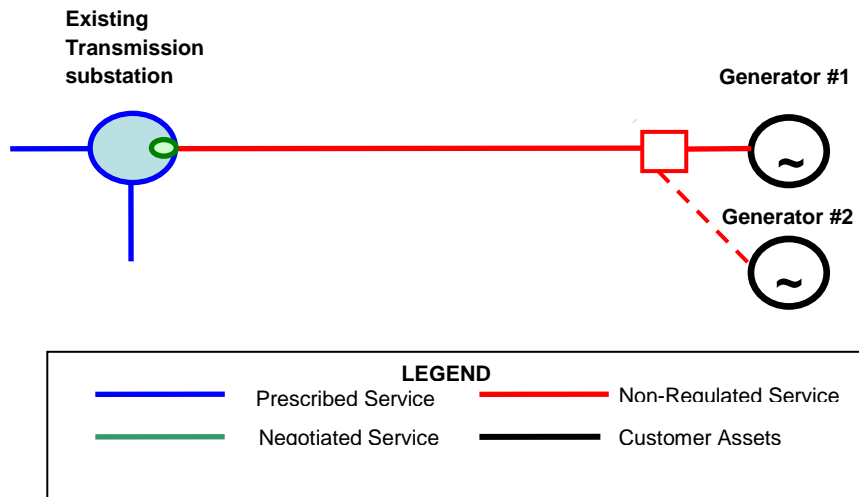 Existing
Transmission
substation
Generator #1
~
Generator #2
~
LEGEND
Prescribed Service
Non-Regulated Service
Negotiated Service
Customer Assets